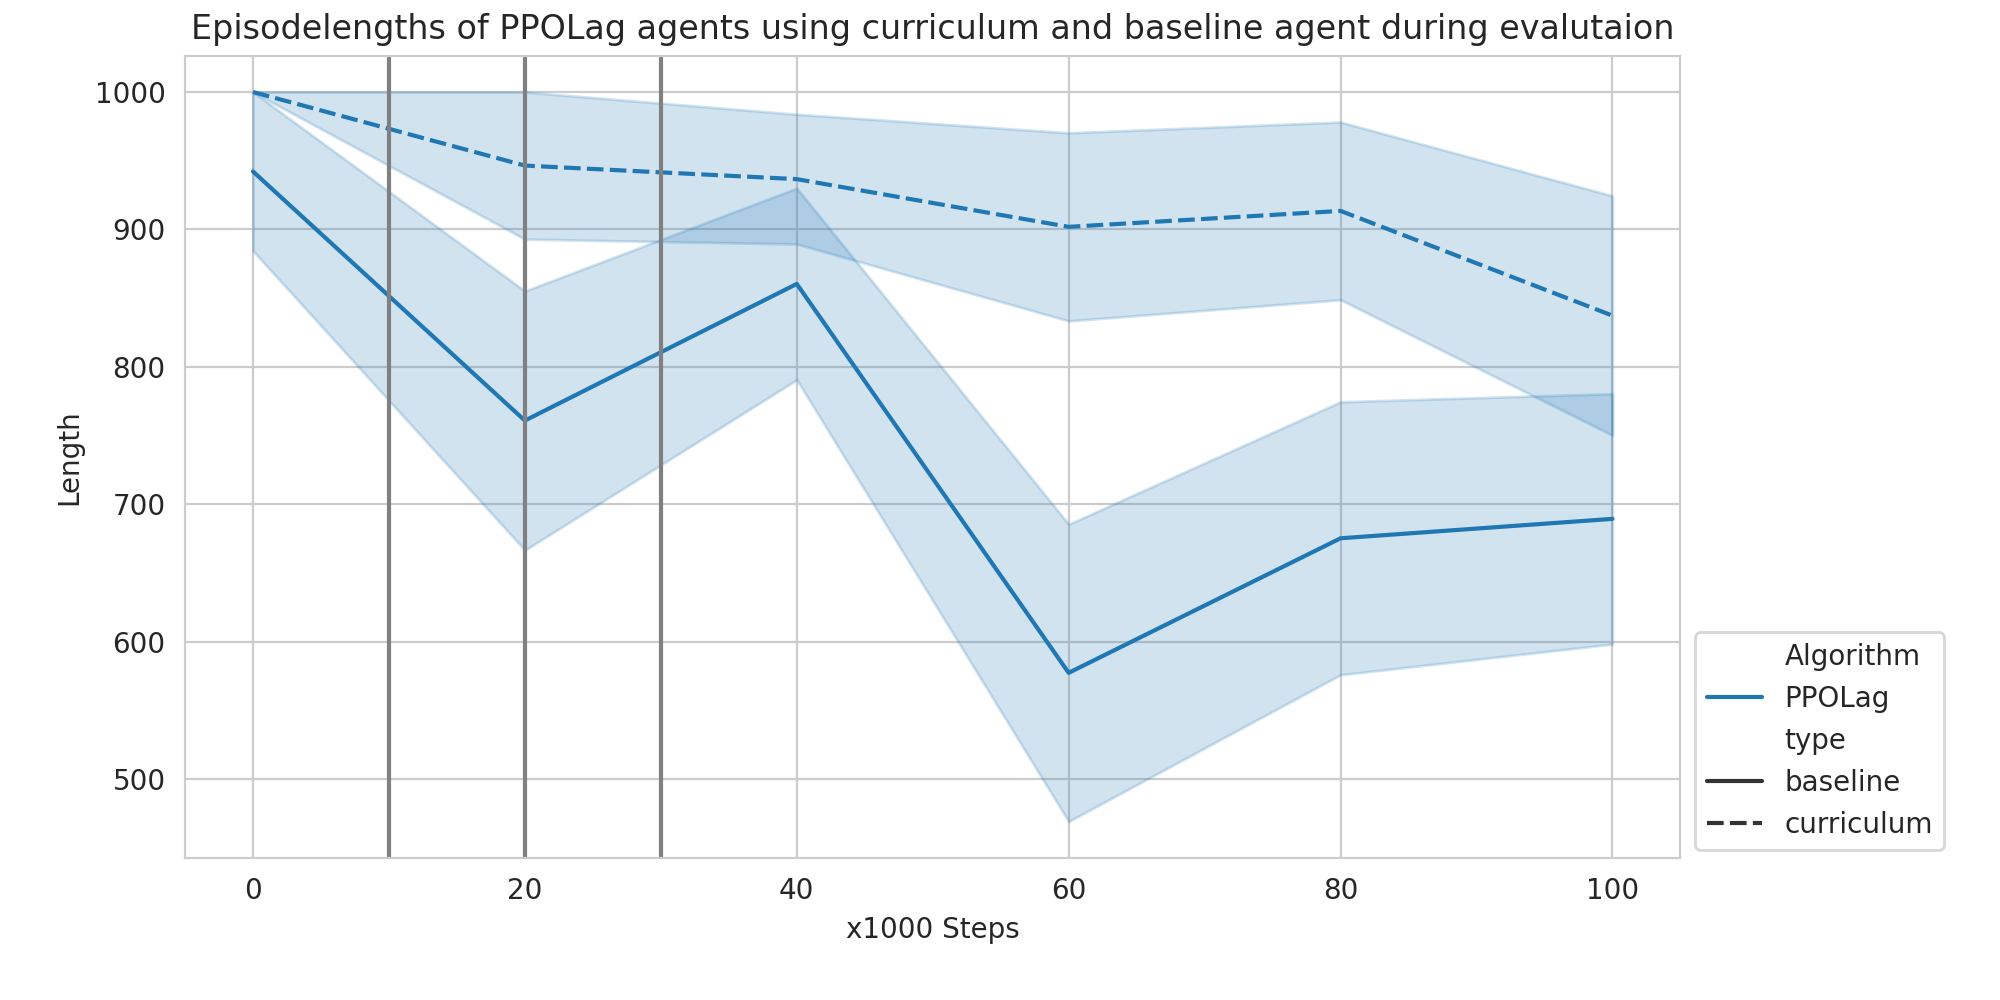 Episodelengths of PPOLag agents using curriculum and baseline agent during evalutaion
1000
900
800
700
600
500
Length
0 20 40 60 80 100
x1000 Steps
Algorithm
PPOLag
type
baseline
curriculum